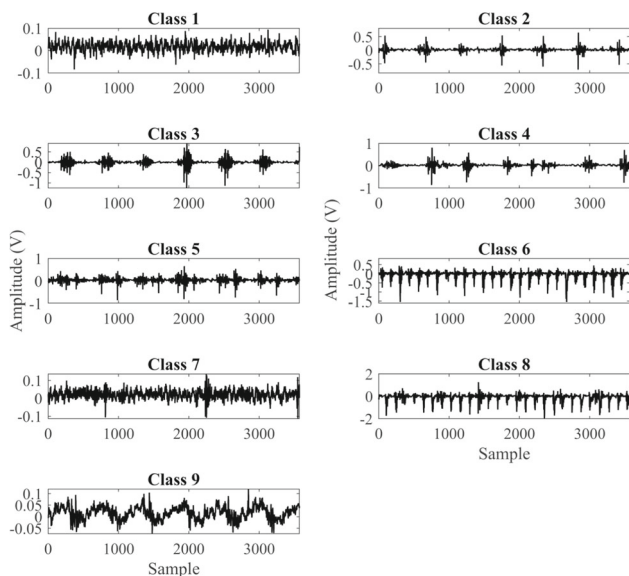 Class 1
0.1
0
-0.1
0 1000 2000 3000
Class 2
0.5
0
-0.5
0 1000 2000 3000
Class 3
0.5
0
-0.5
-1
0 1000 2000 3000
Class 4
1
0
-1
0 1000 2000 3000
Amplitude (V)
Amplitude (V)
Class 5
1
0
-1
0 1000 2000 3000
Class 6
0.5
0
-0.5
-1
-1.5
0 1000 2000 3000
Class 7
0.1
0
-0.1
0 1000 2000 3000
Class 8
2
0
-2
0 1000 2000 3000
Sample
Class 9
0.1
0.05
0
-0.05
0 1000 2000 3000
Sample